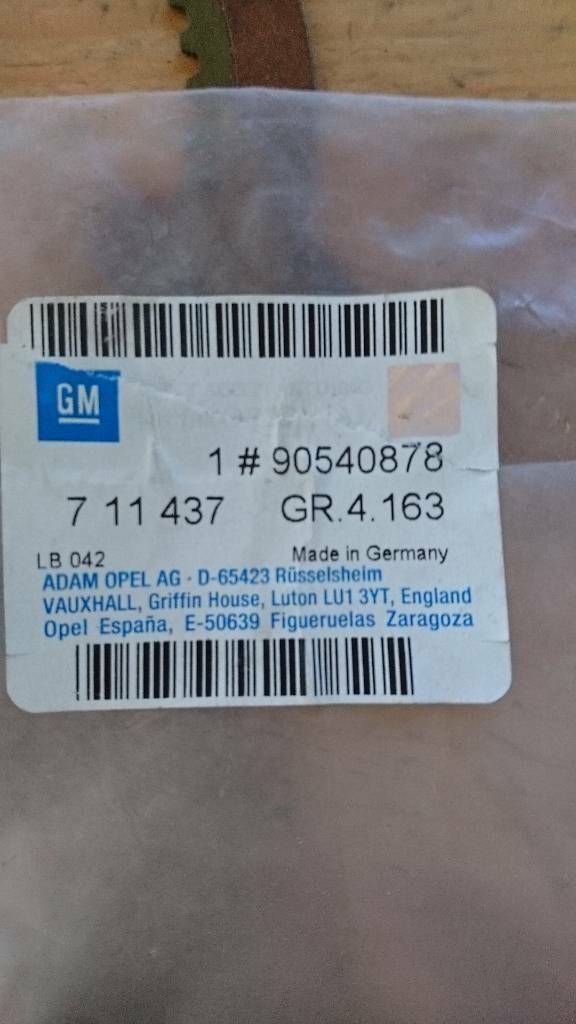 GM
1 # 90540878
7 11 437 GR.4.163
LB 042 Made in Germany
ADAM OPEL AG · D-65423 Rüsselsheim
VAUXHALL, Griffin House, Luton LU1 3YT, England
Opel España, E-50639 Figueruelas Zaragoza